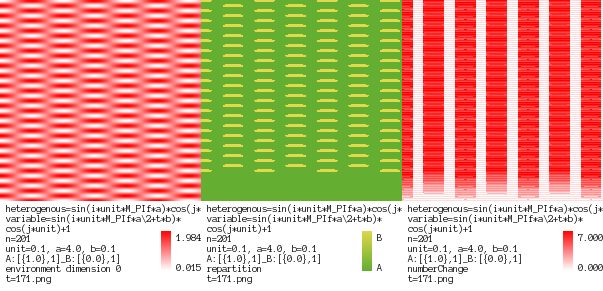 heterogenous=sin(i*unit*M_PIf*a)*cos(j*
variable=sin(i*unit*M_PIf*a\2+t*b)*
cos(j*unit)+1
n=201
unit=0.1, a=4.0, b=0.1
A:[{1.0},1]_B:[{0.0},1]
environment dimension 0
t=171.png
1.984
0.015
heterogenous=sin(i*unit*M_PIf*a)*cos(j*
variable=sin(i*unit*M_PIf*a\2+t*b)*
cos(j*unit)+1
n=201
unit=0.1, a=4.0, b=0.1
A:[{1.0},1]_B:[{0.0},1]
repartition
t=171.png
B
A
heterogenous=sin(i*unit*M_PIf*a)*cos(j*
variable=sin(i*unit*M_PIf*a\2+t*b)*
cos(j*unit)+1
n=201
unit=0.1, a=4.0, b=0.1
A:[{1.0},1]_B:[{0.0},1]
numberChange
t=171.png
7.000
0.000